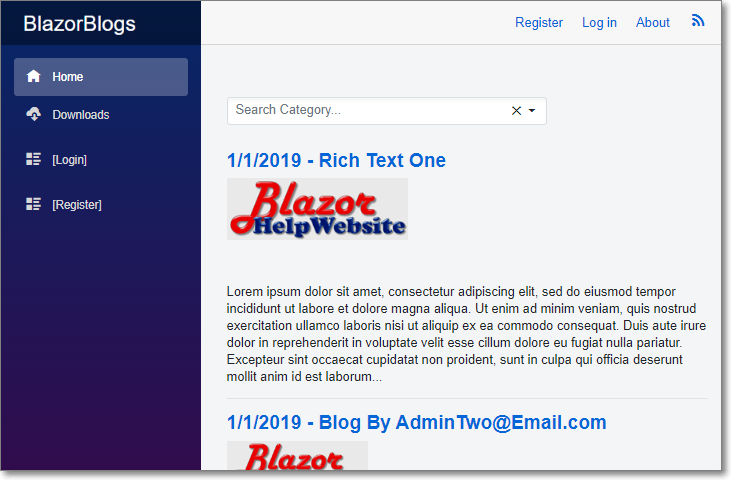 BlazorBlogs
Register Log in About
Home
Downloads
[Login]
[Register]
Search Category...
1/1/2019 - Rich Text One
Blazor
HelpWebsite
Lorem ipsum dolor sit amet, consectetur adipiscing elit, sed do eiusmod tempor
incididunt ut labore et dolore magna aliqua. Ut enim ad minim veniam, quis nostrud
exercitation ullamco laboris nisi ut aliquip ex ea commodo consequat. Duis aute irure
dolor in reprehenderit in voluptate velit esse cillum dolore eu fugiat nulla pariatur.
Excepteur sint occaecat cupidatat non proident, sunt in culpa qui officia deserunt
mollit anim id est laborum...
1/1/2019 - Blog By AdminTwo@Email.com
Blazor